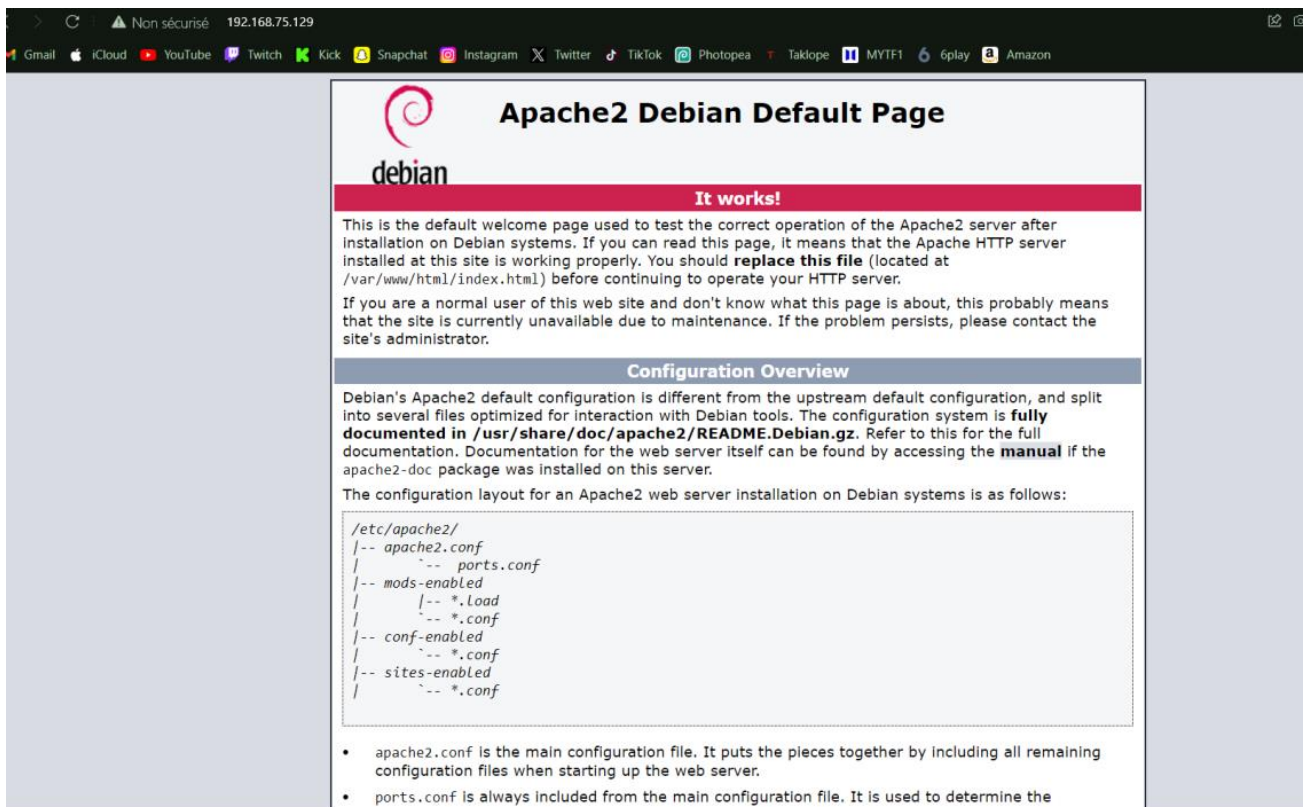 Non sécurisé 192.168.75.129
Gmail iCloud YouTube Twitch Kick Snapchat Instagram Twitter TikTok Photopea Taklope MYTF1 6play Amazon
debian
Apache2 Debian Default Page
It works!
This is the default welcome page used to test the correct operation of the Apache2 server after
installation on Debian systems. If you can read this page, it means that the Apache HTTP server
installed at this site is working properly. You should replace this file (located at
/var/www/html/index.html) before continuing to operate your HTTP server.
If you are a normal user of this web site and don't know what this page is about, this probably means
that the site is currently unavailable due to maintenance. If the problem persists, please contact the
site's administrator.
Configuration Overview
Debian's Apache2 default configuration is different from the upstream default configuration, and split
into several files optimized for interaction with Debian tools. The configuration system is fully
documented in /usr/share/doc/apache2/README.Debian.gz. Refer to this for the full
documentation. Documentation for the web server itself can be found by accessing the manual if the
apache2-doc package was installed on this server.
The configuration layout for an Apache2 web server installation on Debian systems is as follows:
/etc/apache2/
|-- apache2.conf
|       `--  ports.conf
|-- mods-enabled
|       |-- *.load
|       `-- *.conf
|-- conf-enabled
|       `-- *.conf
|-- sites-enabled
|       `-- *.conf
• apache2.conf is the main configuration file. It puts the pieces together by including all remaining
configuration files when starting up the web server.
• ports.conf is always included from the main configuration file. It is used to determine the